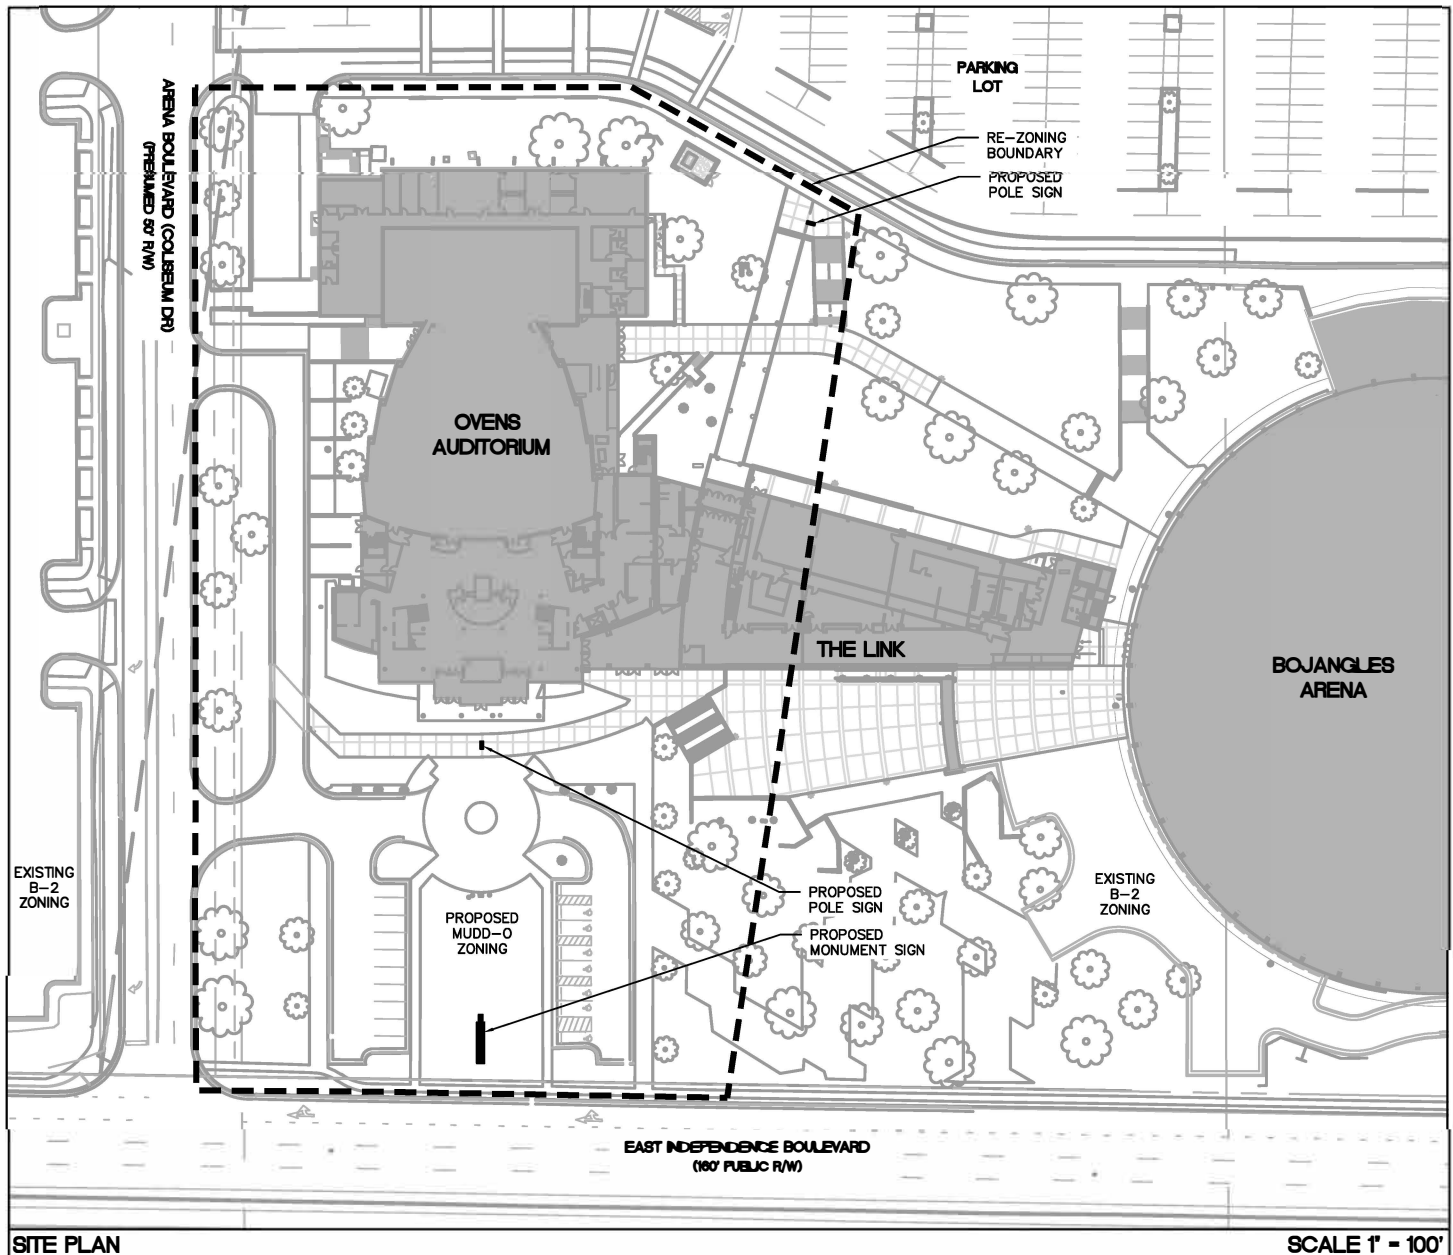 PARKING
LOT
RE-ZONING
BOUNDARY
PROPOSED
POLE SIGN
ARENA BOULEVARD (COLISEUM DR)
(PRESUMED 50' R/W)
OVENS
AUDITORIUM
THE LINK
BOJANGLES
ARENA
EXISTING
B-2
ZONING
PROPOSED
MUDD-O
ZONING
PROPOSED
POLE SIGN
PROPOSED
MONUMENT SIGN
EXISTING
B-2
ZONING
EAST INDEPENDENCE BOULEVARD
(160' PUBLIC R/W)
SITE PLAN
SCALE 1" = 100'